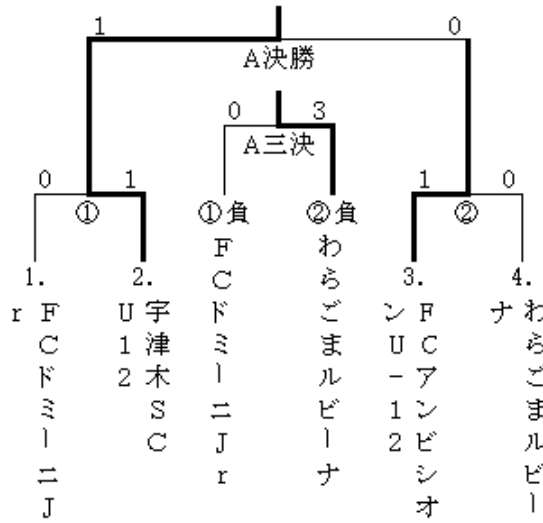 1
0
A決勝
0
3
A三決
0
1
1
0
①
①負
②負
②
1.
2.
FCドミーニJr
わらごまルビーナ
3.
4.
FCドミーニJ
r
宇津木SC
U12
FCアンビシオ
ンU-12
わらごまルビー
ナ